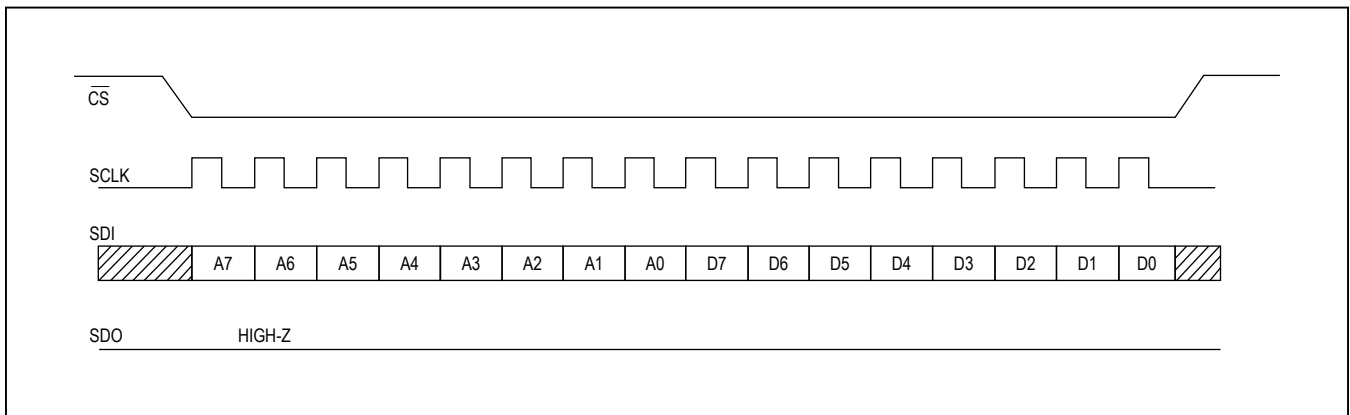 C̅S̅
SCLK
SDI
A7 A6 A5 A4 A3 A2 A1 A0 D7 D6 D5 D4 D3 D2 D1 D0
SDO HIGH-Z